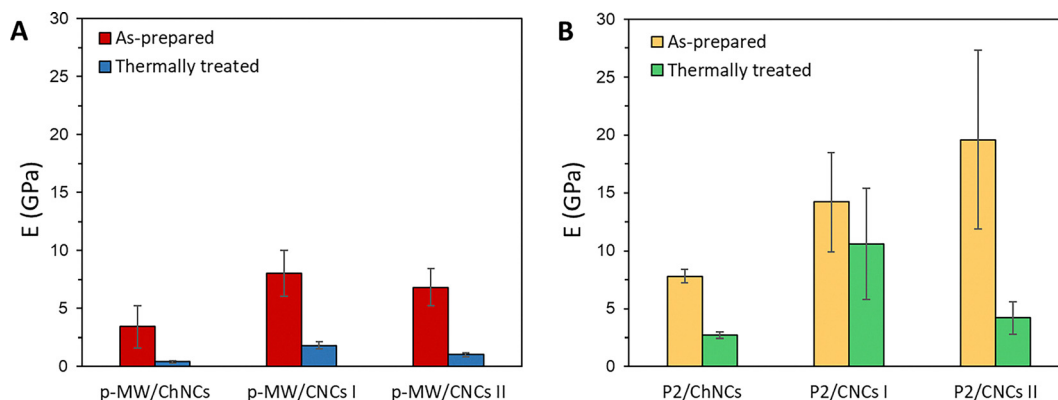 A
E (GPa)
30
25
20
15
10
5
0
As-prepared
Thermally treated
p-MW/ChNCs
p-MW/CNCs I
p-MW/CNCs II
B
E (GPa)
30
25
20
15
10
5
0
As-prepared
Thermally treated
P2/ChNCs
P2/CNCs I
P2/CNCs II